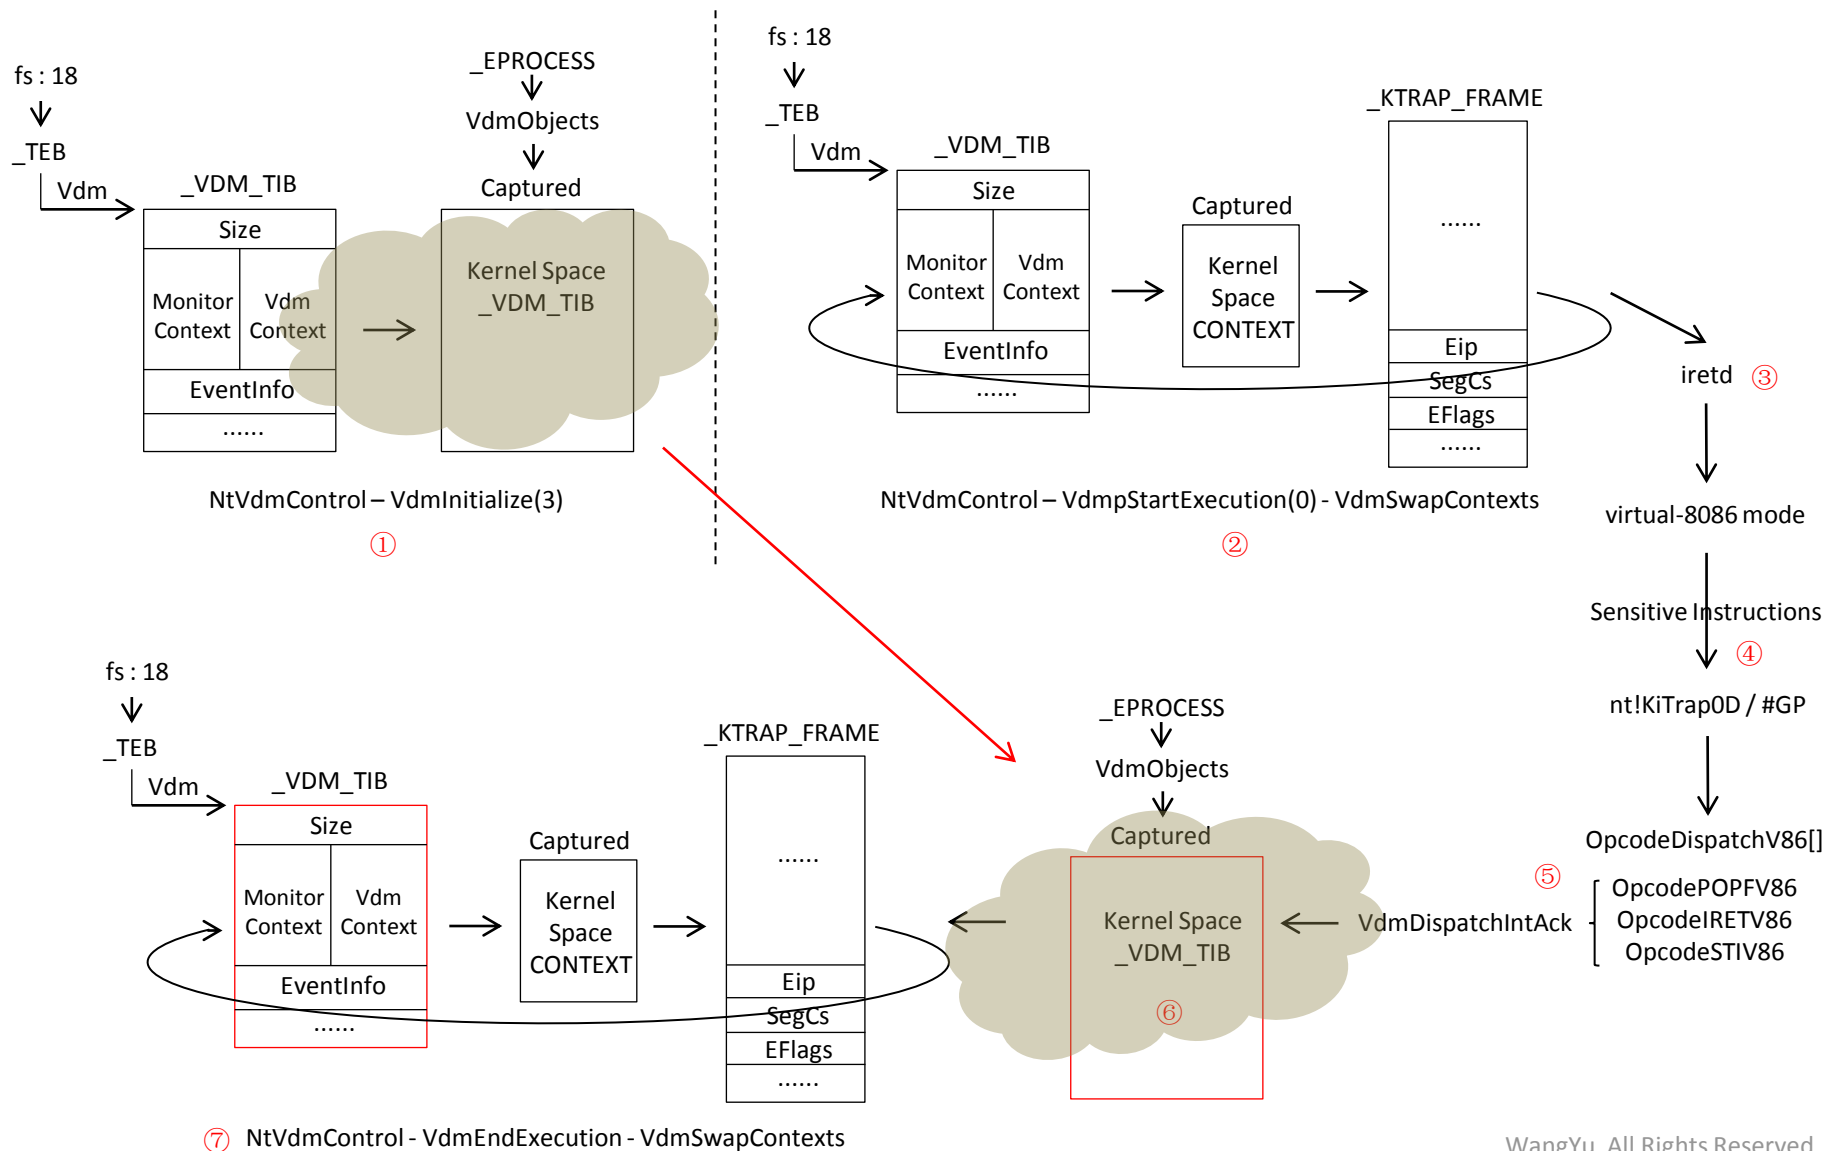 fs : 18
_TEB
Vdm
_VDM_TIB
Size
Monitor
Context
Vdm
Context
EventInfo
......
_EPROCESS
VdmObjects
Captured
Kernel Space
_VDM_TIB
NtVdmControl – VdmInitialize(3)
①
fs : 18
_TEB
Vdm
_VDM_TIB
Size
Monitor
Context
Vdm
Context
EventInfo
......
Captured
Kernel
Space
CONTEXT
_KTRAP_FRAME
......
Eip
SegCs
EFlags
......
NtVdmControl – VdmpStartExecution(0) - VdmSwapContexts
②
iretd ③
virtual-8086 mode
Sensitive Instructions
④
nt!KiTrap0D / #GP
OpcodeDispatchV86[]
⑤
OpcodePOPFV86
OpcodeIRETV86
OpcodeSTIV86
VdmDispatchIntAck
_EPROCESS
VdmObjects
Captured
Kernel Space
_VDM_TIB
⑥
fs : 18
_TEB
Vdm
_VDM_TIB
Size
Monitor
Context
Vdm
Context
EventInfo
......
Captured
Kernel
Space
CONTEXT
_KTRAP_FRAME
......
Eip
SegCs
EFlags
......
⑦ NtVdmControl - VdmEndExecution - VdmSwapContexts
WangYu. All Rights Reserved